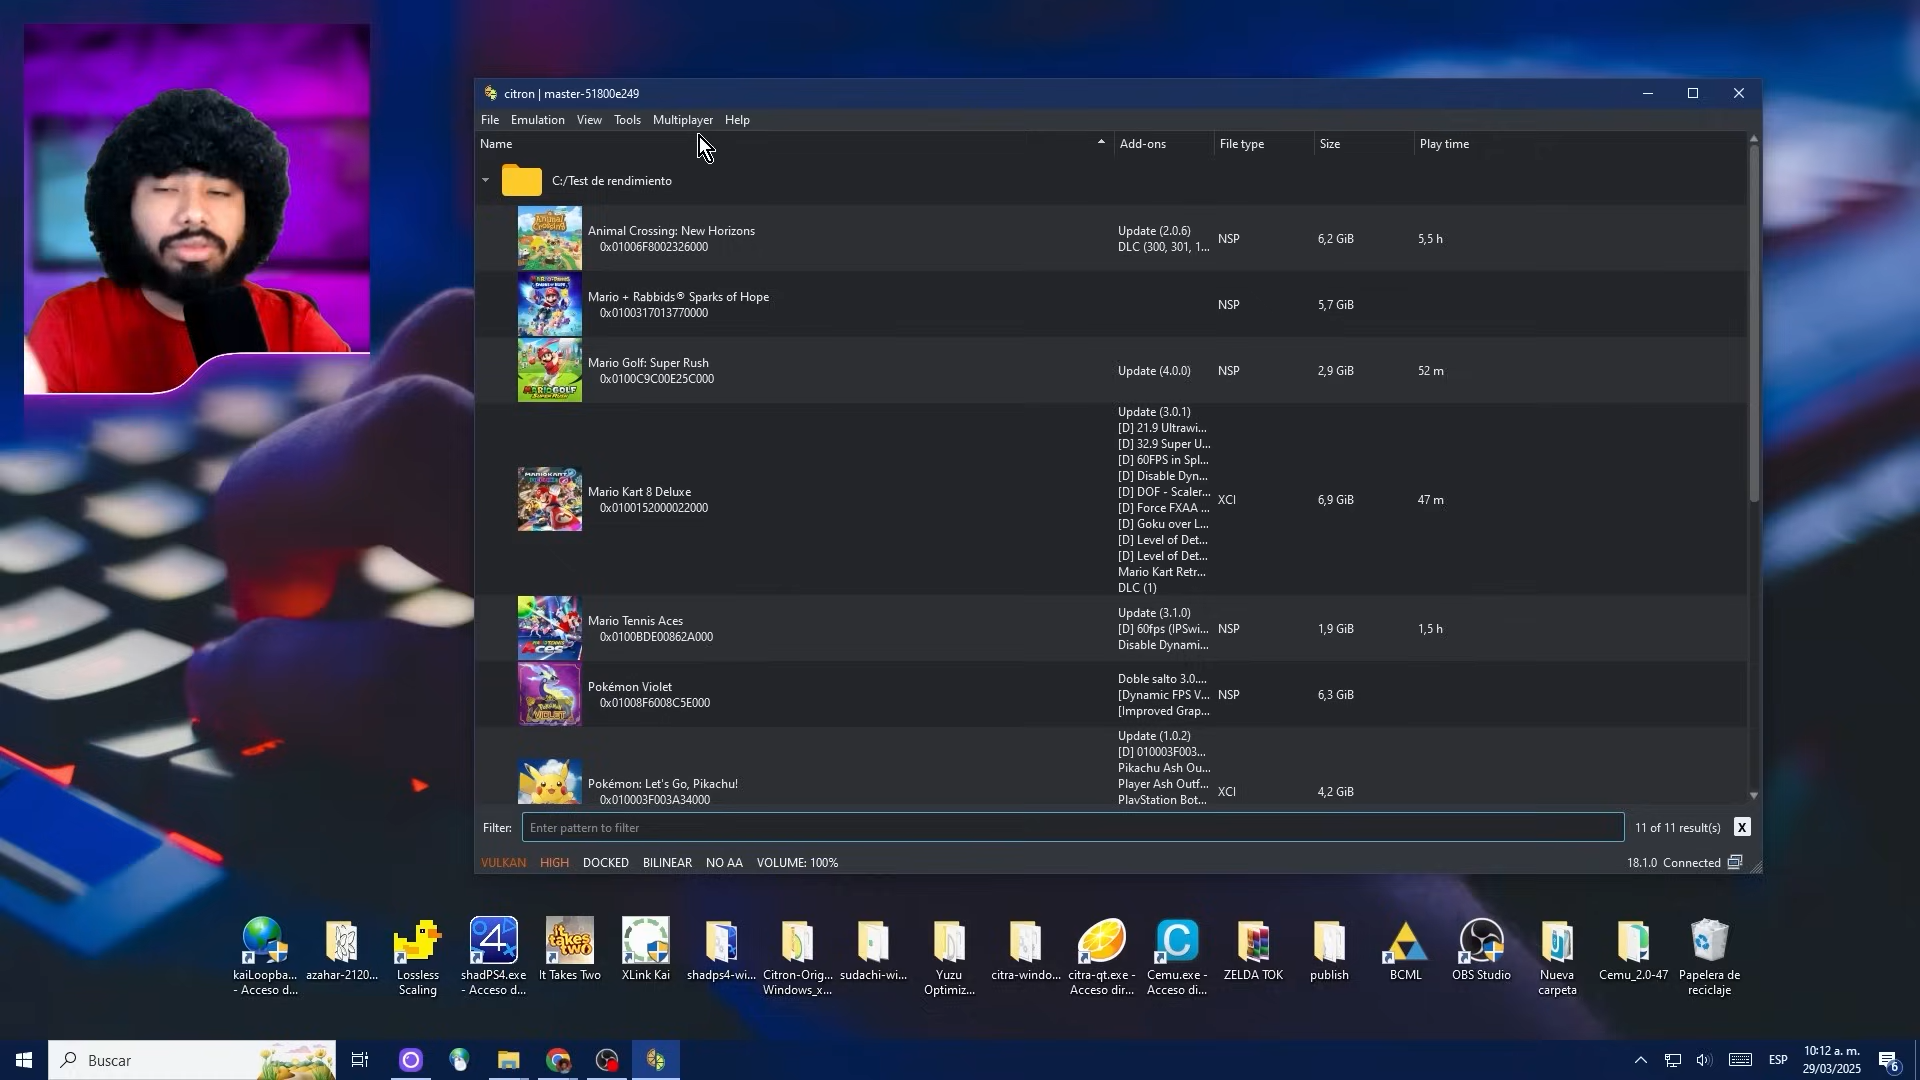 citron | master-51800e249
File Emulation View Tools Multiplayer Help
Name Add-ons File type Size Play time
C:/Test de rendimiento
Animal Crossing: New Horizons
0x01006F8002326000
Update (2.0.6)
DLC (300, 301, 1...
NSP
6,2 GiB
5,5 h
Mario + Rabbids® Sparks of Hope
0x0100317013770000
NSP
5,7 GiB
Mario Golf: Super Rush
0x0100C9C00E25C000
Update (4.0.0)
NSP
2,9 GiB
52 m
Mario Kart 8 Deluxe
0x0100152000022000
Update (3.0.1)
[D] 21.9 Ultrawi...
[D] 32.9 Super U...
[D] 60FPS in Spl...
[D] Disable Dyn...
[D] DOF - Scaler...
[D] Force FXAA ...
[D] Goku over L...
[D] Level of Det...
[D] Level of Det...
Mario Kart Retr...
DLC (1)
XCI
6,9 GiB
47 m
Mario Tennis Aces
0x0100BDE00862A000
Update (3.1.0)
[D] 60fps (IPSwi...
Disable Dynami...
NSP
1,9 GiB
1,5 h
Pokémon Violet
0x01008F6008C5E000
Doble salto 3.0....
[Dynamic FPS V...
[Improved Grap...
NSP
6,3 GiB
Pokémon: Let's Go, Pikachu!
0x010003F003A34000
Update (1.0.2)
[D] 010003F003...
Pikachu Ash Ou...
Player Ash Outf...
PlayStation Bot...
XCI
4,2 GiB
Filter: Enter pattern to filter 11 of 11 result(s) X
VULKAN HIGH DOCKED BILINEAR NO AA VOLUME: 100% 18.1.0 Connected
kaiLoopba...
- Acceso d...
azahar-2120...
Lossless
Scaling
shadPS4.exe
- Acceso d...
It Takes Two
XLink Kai
shadps4-wi...
Citron-Orig...
Windows_x...
sudachi-wi...
Yuzu
Optimiz...
citra-windo...
citra-qt.exe -
Acceso dir...
Cemu.exe -
Acceso di...
ZELDA TOK
publish
BCML
OBS Studio
Nueva
carpeta
Cemu_2.0-47
Papelera de
reciclaje
Buscar
ESP
10:12 a. m.
29/03/2025
6